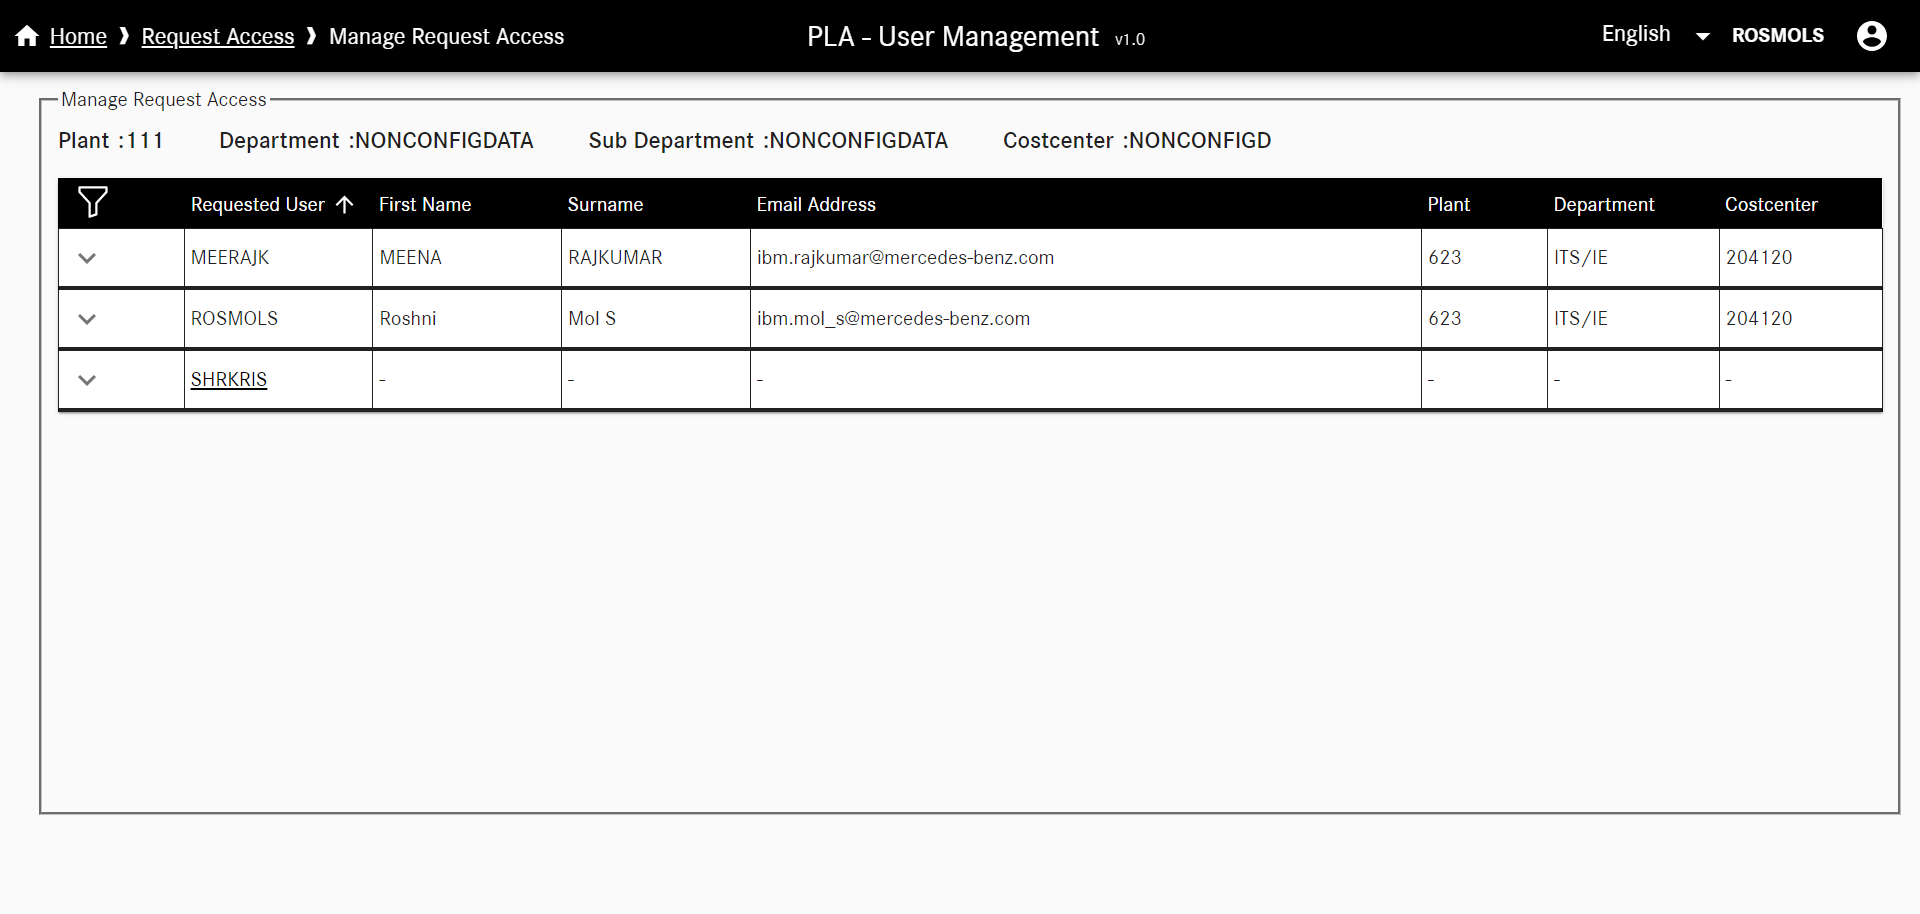 Home ❱ Request Access ❱ Manage Request Access
PLA - User Management v1.0
English
ROSMOLS
Manage Request Access
Plant :111 Department :NONCONFIGDATA Sub Department :NONCONFIGDATA Costcenter :NONCONFIGD
Requested User First Name Surname Email Address Plant Department Costcenter
MEERAJK MEENA RAJKUMAR ibm.rajkumar@mercedes-benz.com 623 ITS/IE 204120
ROSMOLS Roshni Mol S ibm.mol_s@mercedes-benz.com 623 ITS/IE 204120
SHRKRIS - - - - - -